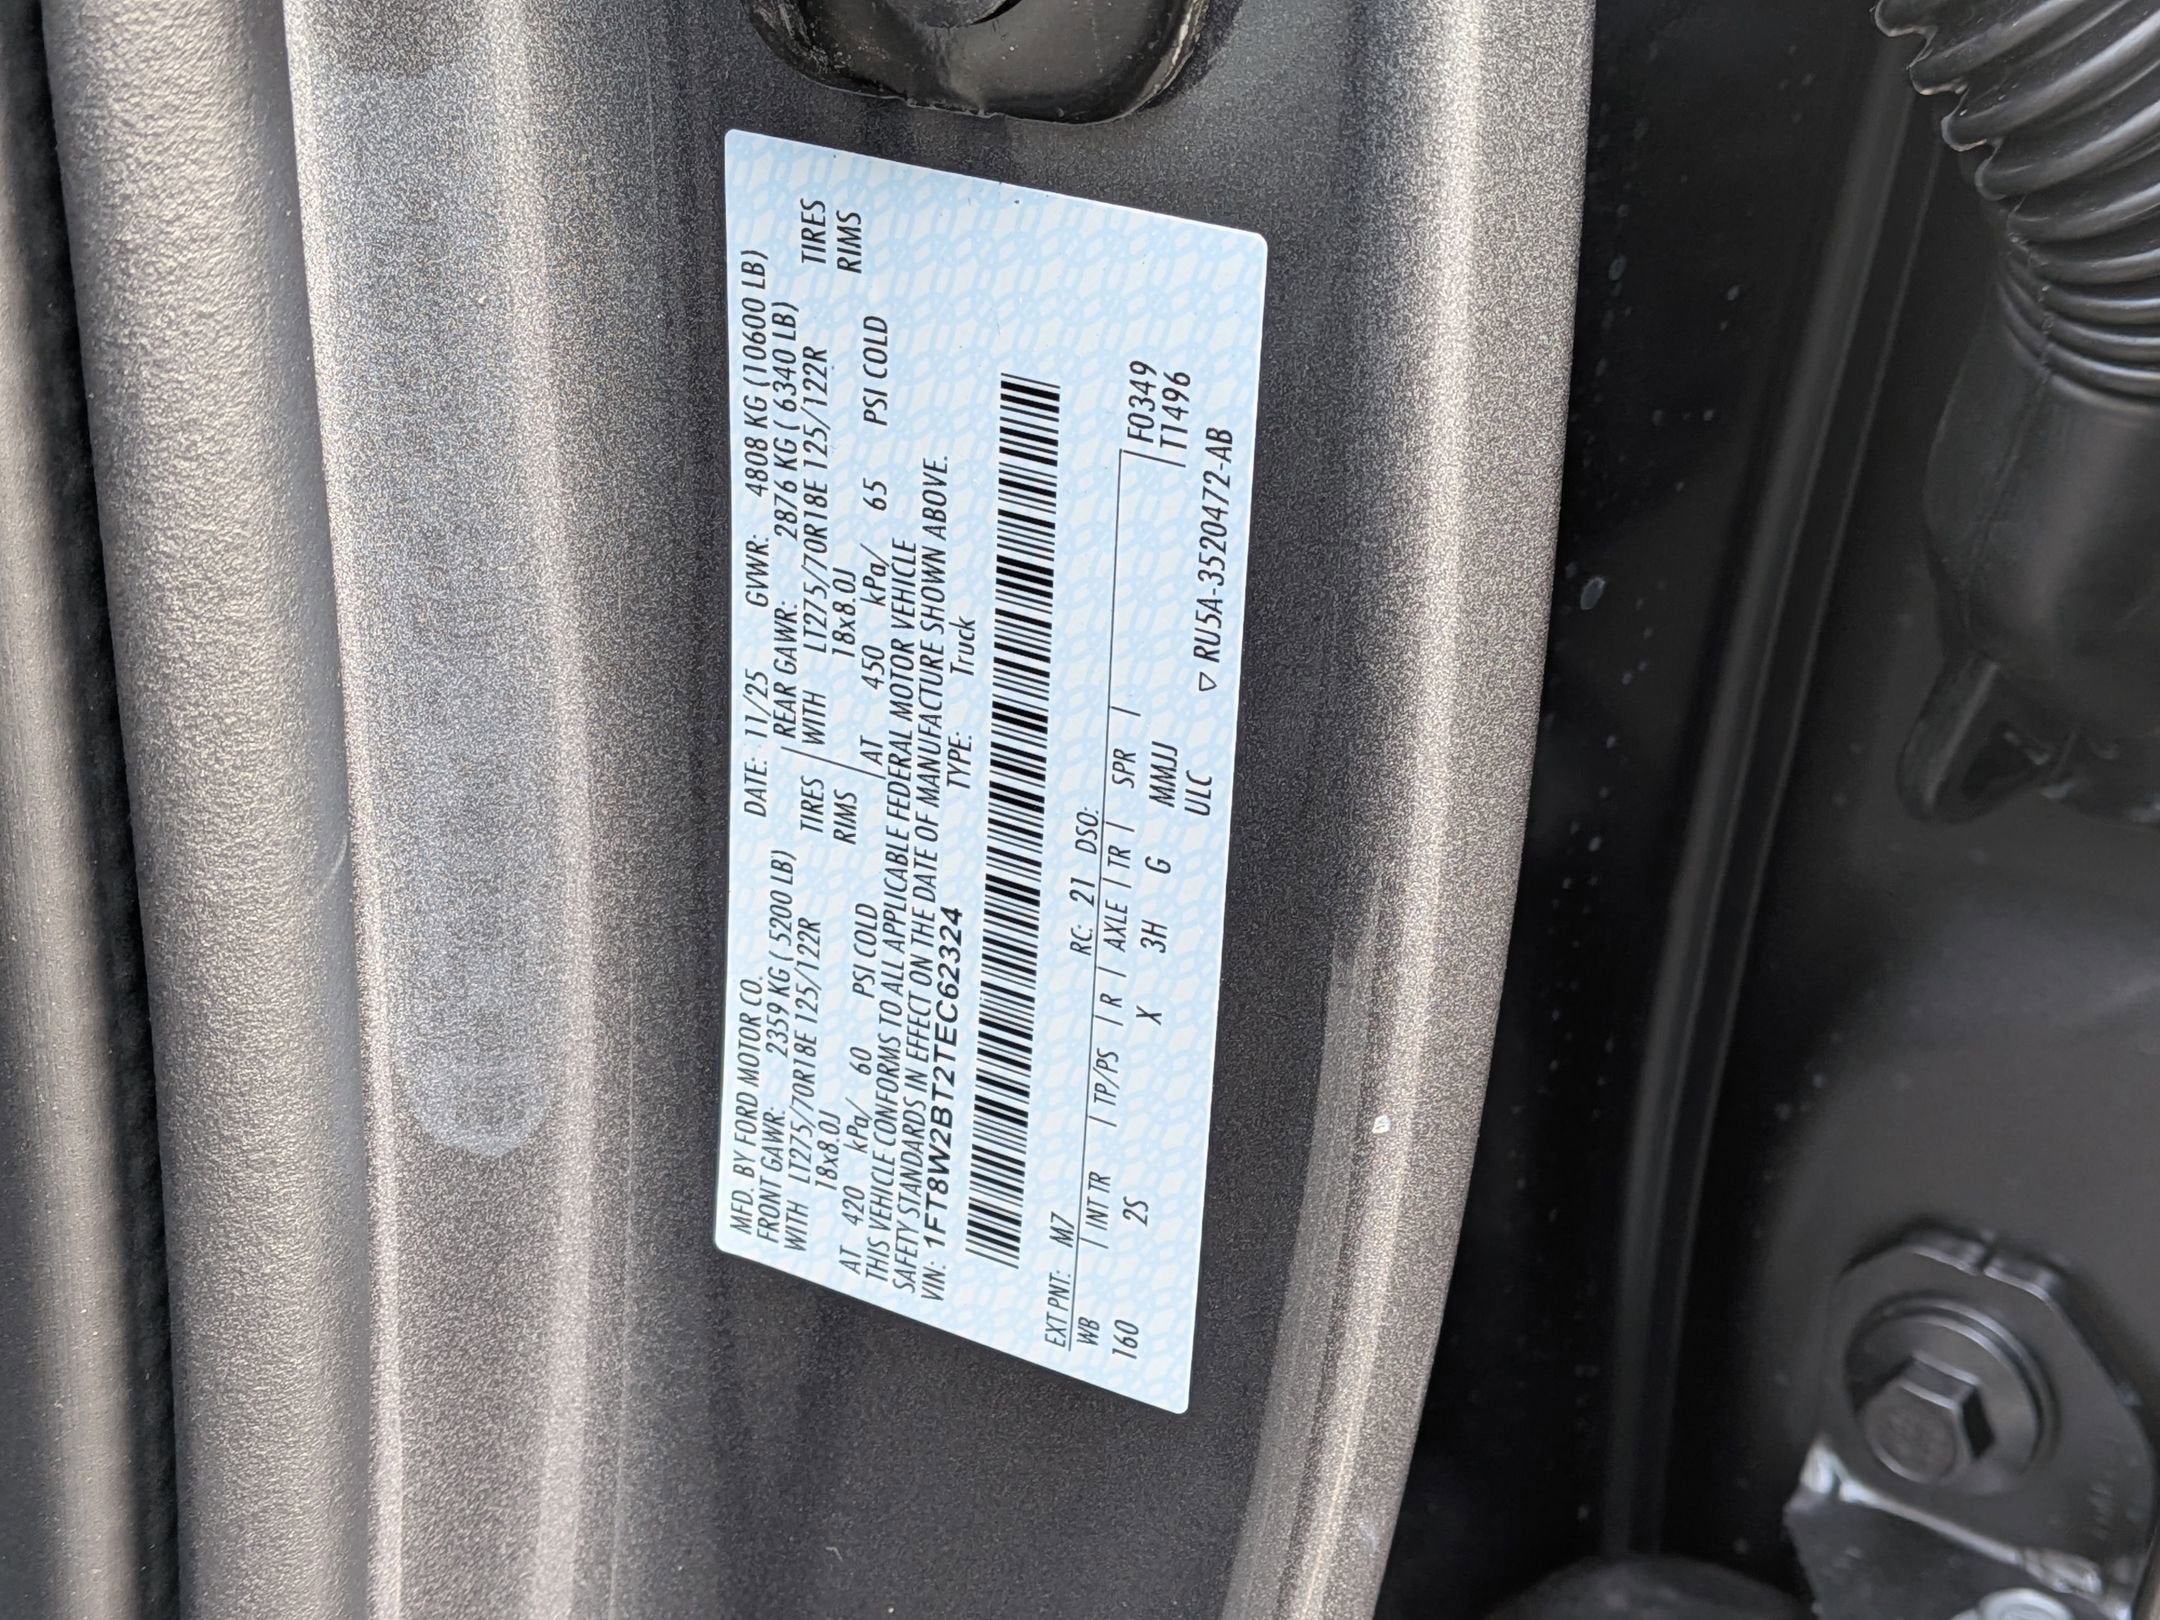 MFD. BY FORD MOTOR CO. DATE: 11/25 GVWR: 4808 KG (10600 LB)
FRONT GAWR: 2359 KG (5200 LB) REAR GAWR: 2876 KG (6340 LB)
WITH LT275/70R18E 125/122R TIRES WITH LT275/70R18E 125/122R TIRES
18x8.0J RIMS 18x8.0J RIMS
AT 420 kPa/ 60 PSI COLD AT 450 kPa/ 65 PSI COLD
THIS VEHICLE CONFORMS TO ALL APPLICABLE FEDERAL MOTOR VEHICLE
SAFETY STANDARDS IN EFFECT ON THE DATE OF MANUFACTURE SHOWN ABOVE.
VIN: 1FT8W2BT2TEC62324 TYPE: Truck
EXT PNT: M7 RC: 21 DSO:
WB | INT TR | TP/PS | R | AXLE | TR | SPR |
F0349
160 2S X 3H G MMJJ T1496
ULC ▽ RU5A-3520472-AB